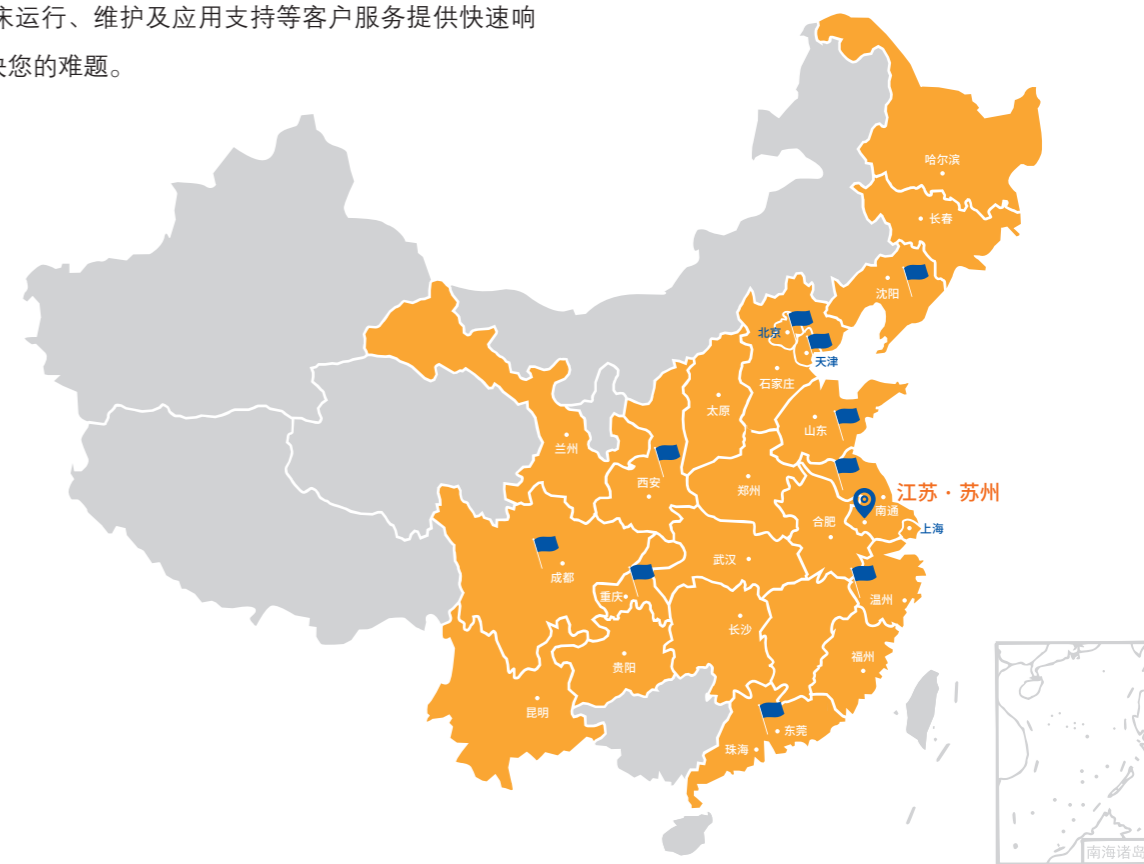 床运行、维护及应用支持等客户服务提供快速响
决您的难题。
哈尔滨
长春
沈阳
北京
天津
石家庄
太原
山东
兰州
西安
郑州
江苏 · 苏州
南通
合肥
上海
武汉
成都
重庆
温州
长沙
福州
贵阳
昆明
东莞
珠海
南海诸岛